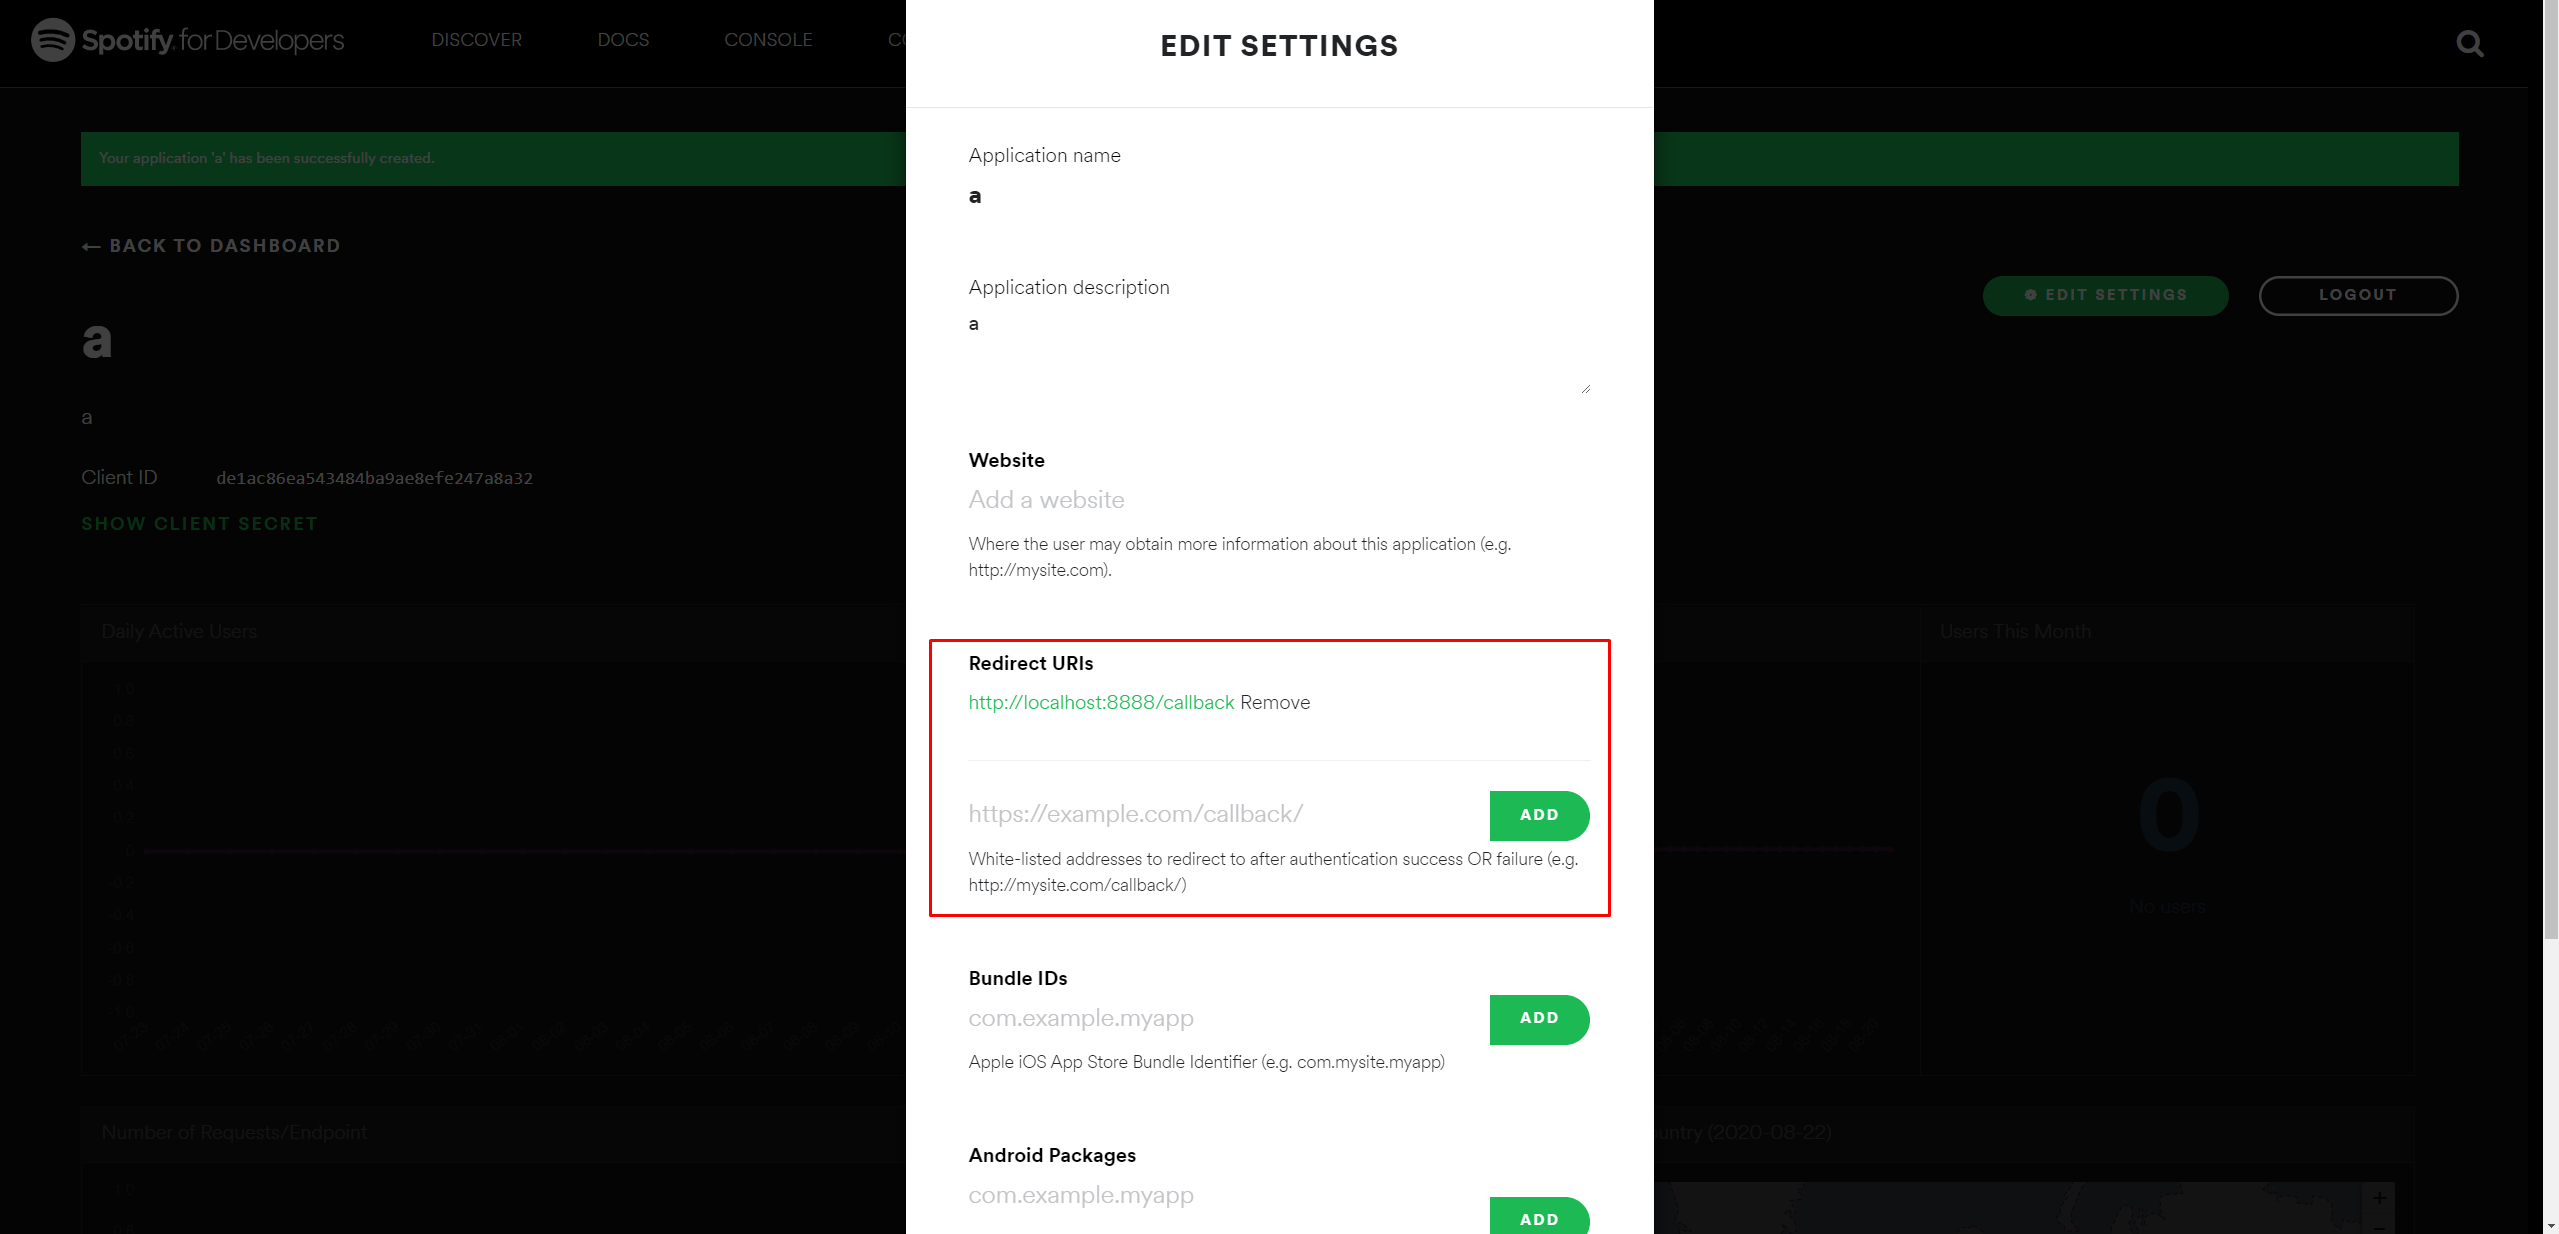 Spotify for Developers
DISCOVER
DOCS
CONSOLE
EDIT SETTINGS
Your application 'a' has been successfully created.
← BACK TO DASHBOARD
EDIT SETTINGS
LOGOUT
a
a
Client ID
de1ac86ea543484ba9ae8efe247a8a32
SHOW CLIENT SECRET
Daily Active Users
Users This Month
0
No users
Number of Requests/Endpoint
(2020-08-22)
Application name
a
Application description
a
Website
Add a website
Where the user may obtain more information about this application (e.g.
http://mysite.com).
Redirect URIs
http://localhost:8888/callback Remove
https://example.com/callback/
ADD
White-listed addresses to redirect to after authentication success OR failure (e.g.
http://mysite.com/callback/)
Bundle IDs
com.example.myapp
ADD
Apple iOS App Store Bundle Identifier (e.g. com.mysite.myapp)
Android Packages
com.example.myapp
ADD